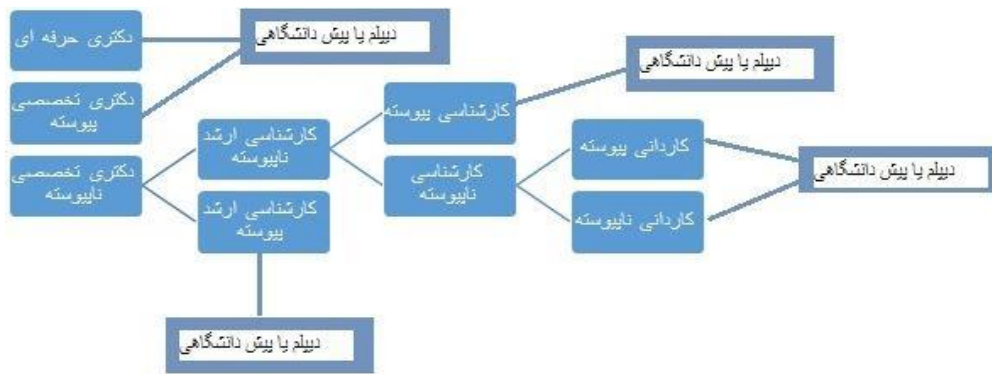 دیپلم یا پیش دانشگاهی
دکتری حرفه ای
دیپلم یا پیش دانشگاهی
دکتری تخصصی
پیوسته
کارشناسی پیوسته
کارشناسی ارشد
ناپیوسته
کاردانی پیوسته
دیپلم یا پیش دانشگاهی
کارشناسی
ناپیوسته
دکتری تخصصی
ناپیوسته
کارشناسی ارشد
پیوسته
کاردانی ناپیوسته
دیپلم یا پیش دانشگاهی